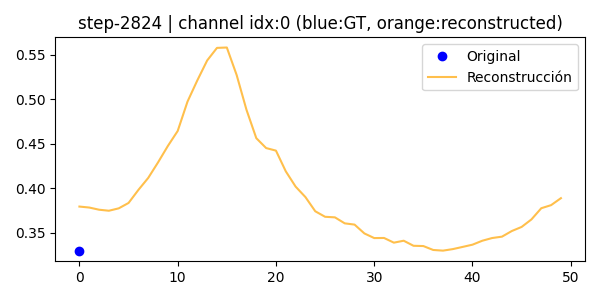 step-2824 | channel idx:0 (blue:GT, orange:reconstructed)
Original
Reconstrucción
0.55
0.50
0.45
0.40
0.35
0 10 20 30 40 50